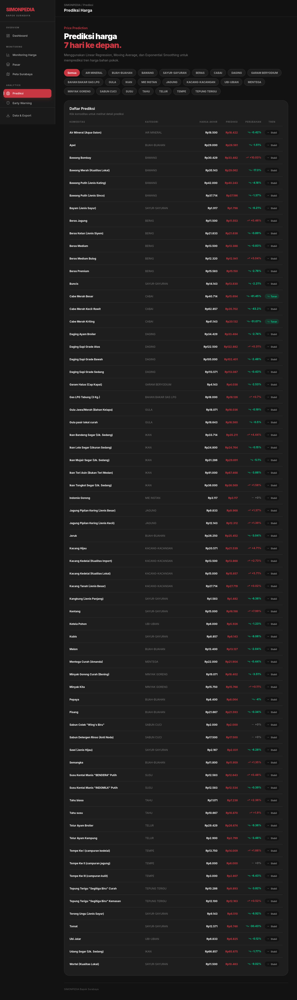 SIMONPEDIA
BAPOK SURABAYA
OVERVIEW
Dashboard
MONITORING
Monitoring Harga
Pasar
Peta Surabaya
ANALYTICS
Prediksi
Early Warning
Data & Export
SIMONPEDIA / Prediksi
Prediksi Harga
Price Prediction
Prediksi harga
7 hari ke depan.
Menggunakan Linear Regression, Moving Average, dan Exponential Smoothing untuk
memprediksi tren harga bahan pokok.
Semua AIR MINERAL BUAH-BUAHAN BAWANG SAYUR-SAYURAN BERAS CABAI DAGING GARAM BERYODIUM
BAHAN BAKAR GAS LPG GULA IKAN MIE INSTAN JAGUNG KACANG-KACANGAN UBI-UBIAN MENTEGA
MINYAK GORENG SABUN CUCI SUSU TAHU TELUR TEMPE TEPUNG TERIGU
Daftar Prediksi
Klik komoditas untuk melihat detail prediksi
KOMODITAS KATEGORI HARGA AKHIR PREDIKSI PERUBAHAN TREN
Air Mineral (Aqua Galon) AIR MINERAL Rp18.500 Rp18.422 -0.42% Stabil
Apel BUAH-BUAHAN Rp29.000 Rp28.561 -1.51% Stabil
Bawang Bombay BAWANG Rp30.429 Rp33.482 +10.03% Stabil
Bawang Merah (Kualitas Lokal) BAWANG Rp35.143 Rp29.062 -17.3% Stabil
Bawang Putih (Jenis Kating) BAWANG Rp42.000 Rp40.243 -4.18% Stabil
Bawang Putih (Jenis Sinco) BAWANG Rp37.714 Rp37.196 -1.37% Stabil
Bayam (Jenis Sayur) SAYUR-SAYURAN Rp1.917 Rp1.798 -6.21% Stabil
Beras Jagung BERAS Rp11.500 Rp11.553 +0.46% Stabil
Beras Ketan (Jenis Siyem) BERAS Rp21.833 Rp21.638 -0.89% Stabil
Beras Medium BERAS Rp13.500 Rp13.388 -0.83% Stabil
Beras Medium Bulog BERAS Rp12.320 Rp12.941 +5.04% Stabil
Beras Premium BERAS Rp15.583 Rp15.150 -2.78% Stabil
Buncis SAYUR-SAYURAN Rp14.143 Rp13.830 -2.21% Stabil
Cabe Merah Besar CABAI Rp40.714 Rp15.694 -61.45% Turun
Cabe Merah Kecil-Rawit CABAI Rp62.857 Rp35.702 -43.2% Stabil
Cabe Merah Kriting CABAI Rp41.143 Rp20.132 -51.07% Turun
Daging Ayam Broiler DAGING Rp34.429 Rp33.484 -2.74% Stabil
Daging Sapi Grade Atas DAGING Rp122.500 Rp122.882 +0.31% Stabil
Daging Sapi Grade Bawah DAGING Rp105.000 Rp102.401 -2.48% Stabil
Daging Sapi Grade Sedang DAGING Rp113.571 Rp113.087 -0.43% Stabil
Garam Halus (Cap Kapal) GARAM BERYODIUM Rp4.143 Rp4.038 -2.53% Stabil
Gas LPG Tabung (3 Kg.) BAHAN BAKAR GAS LPG Rp18.000 Rp18.126 +0.7% Stabil
Gula Jawa/Merah (Bahan Kelapa) GULA Rp18.071 Rp18.036 -0.19% Stabil
Gula pasir lokal curah GULA Rp16.643 Rp16.560 -0.5% Stabil
Ikan Bandeng Segar (Uk. Sedang) IKAN Rp33.714 Rp35.211 +4.44% Stabil
Ikan Lele Segar (Ukuran Sedang) IKAN Rp24.800 Rp24.764 -0.15% Stabil
Ikan Mujair Segar (Uk. Sedang) IKAN Rp31.286 Rp29.691 -5.1% Stabil
Ikan Teri Asin (Bukan Teri Medan) IKAN Rp91.000 Rp87.468 -3.88% Stabil
Ikan Tongkol Segar (Uk. Sedang) IKAN Rp36.000 Rp36.569 +1.58% Stabil
Indomie Goreng MIE INSTAN Rp3.117 Rp3.117 +0% Stabil
Jagung Pipilan Kering (Jenis Besar) JAGUNG Rp9.833 Rp9.968 +1.37% Stabil
Jagung Pipilan Kering (Jenis Kecil) JAGUNG Rp12.143 Rp12.312 +1.39% Stabil
Jeruk BUAH-BUAHAN Rp26.250 Rp25.452 -3.04% Stabil
Kacang Hijau KACANG-KACANGAN Rp20.571 Rp21.539 +4.71% Stabil
Kacang Kedelai (Kualitas Import) KACANG-KACANGAN Rp13.500 Rp13.868 +2.73% Stabil
Kacang Kedelai (Kualitas Lokal) KACANG-KACANGAN Rp15.000 Rp15.857 +5.71% Stabil
Kacang Tanah (Jenis Besar) KACANG-KACANGAN Rp27.714 Rp27.719 +0.02% Stabil
Kangkung (Jenis Panjang) SAYUR-SAYURAN Rp1.583 Rp1.482 -6.38% Stabil
Kentang SAYUR-SAYURAN Rp15.000 Rp16.198 +7.99% Stabil
Ketela Pohon UBI-UBIAN Rp6.000 Rp5.926 -1.23% Stabil
Kubis SAYUR-SAYURAN Rp8.857 Rp8.143 -8.06% Stabil
Melon BUAH-BUAHAN Rp13.400 Rp13.127 -2.04% Stabil
Mentega Curah (Amanda) MENTEGA Rp22.000 Rp21.904 -0.44% Stabil
Minyak Goreng Curah (Bening) MINYAK GORENG Rp19.071 Rp18.402 -3.51% Stabil
Minyak Kita MINYAK GORENG Rp15.750 Rp15.768 +0.11% Stabil
Pepaya BUAH-BUAHAN Rp8.400 Rp8.064 -4% Stabil
Pisang BUAH-BUAHAN Rp21.667 Rp21.593 -0.34% Stabil
Sabun Colek "Wing's Biru" SABUN CUCI Rp2.000 Rp2.000 +0% Stabil
Sabun Detergen Rinso (Anti Noda) SABUN CUCI Rp17.500 Rp17.500 +0% Stabil
Sawi (Jenis Hijau) SAYUR-SAYURAN Rp2.167 Rp2.031 -6.28% Stabil
Semangka BUAH-BUAHAN Rp11.800 Rp11.959 +1.35% Stabil
Susu Kental Manis "BENDERA" Putih SUSU Rp12.583 Rp12.643 +0.48% Stabil
Susu Kental Manis "INDOMILK" Putih SUSU Rp12.583 Rp12.534 -0.39% Stabil
Tahu biasa TAHU Rp7.071 Rp7.238 +2.36% Stabil
Tahu susu TAHU Rp10.667 Rp10.870 +1.9% Stabil
Telur Ayam Broiler TELUR Rp29.429 Rp26.674 -9.36% Stabil
Telur Ayam Kampung TELUR Rp2.900 Rp2.799 -3.48% Stabil
Tempe Kw I (campuran kedelai) TEMPE Rp13.750 Rp14.009 +1.88% Stabil
Tempe Kw II (campuran jagung) TEMPE Rp6.000 Rp6.000 +0% Stabil
Tempe Kw III (campuran kulit) TEMPE Rp3.000 Rp2.807 -6.43% Stabil
Tepung Terigu "Segitiga Biru" Curah TEPUNG TERIGU Rp10.286 Rp9.893 -3.82% Stabil
Tepung Terigu "Segitiga Biru" Kemasan TEPUNG TERIGU Rp12.100 Rp12.163 +0.52% Stabil
Terong Ungu (Jenis Sayur) SAYUR-SAYURAN Rp9.143 Rp8.510 -6.92% Stabil
Tomat SAYUR-SAYURAN Rp12.571 Rp8.746 -30.43% Stabil
Ubi Jalar UBI-UBIAN Rp6.833 Rp6.825 -0.12% Stabil
Udang Segar (Uk. Sedang) IKAN Rp66.857 Rp65.675 -1.77% Stabil
Wortel (Kualitas Lokal) SAYUR-SAYURAN Rp11.500 Rp10.463 -9.02% Stabil
SIMONPEDIA Bapok Surabaya